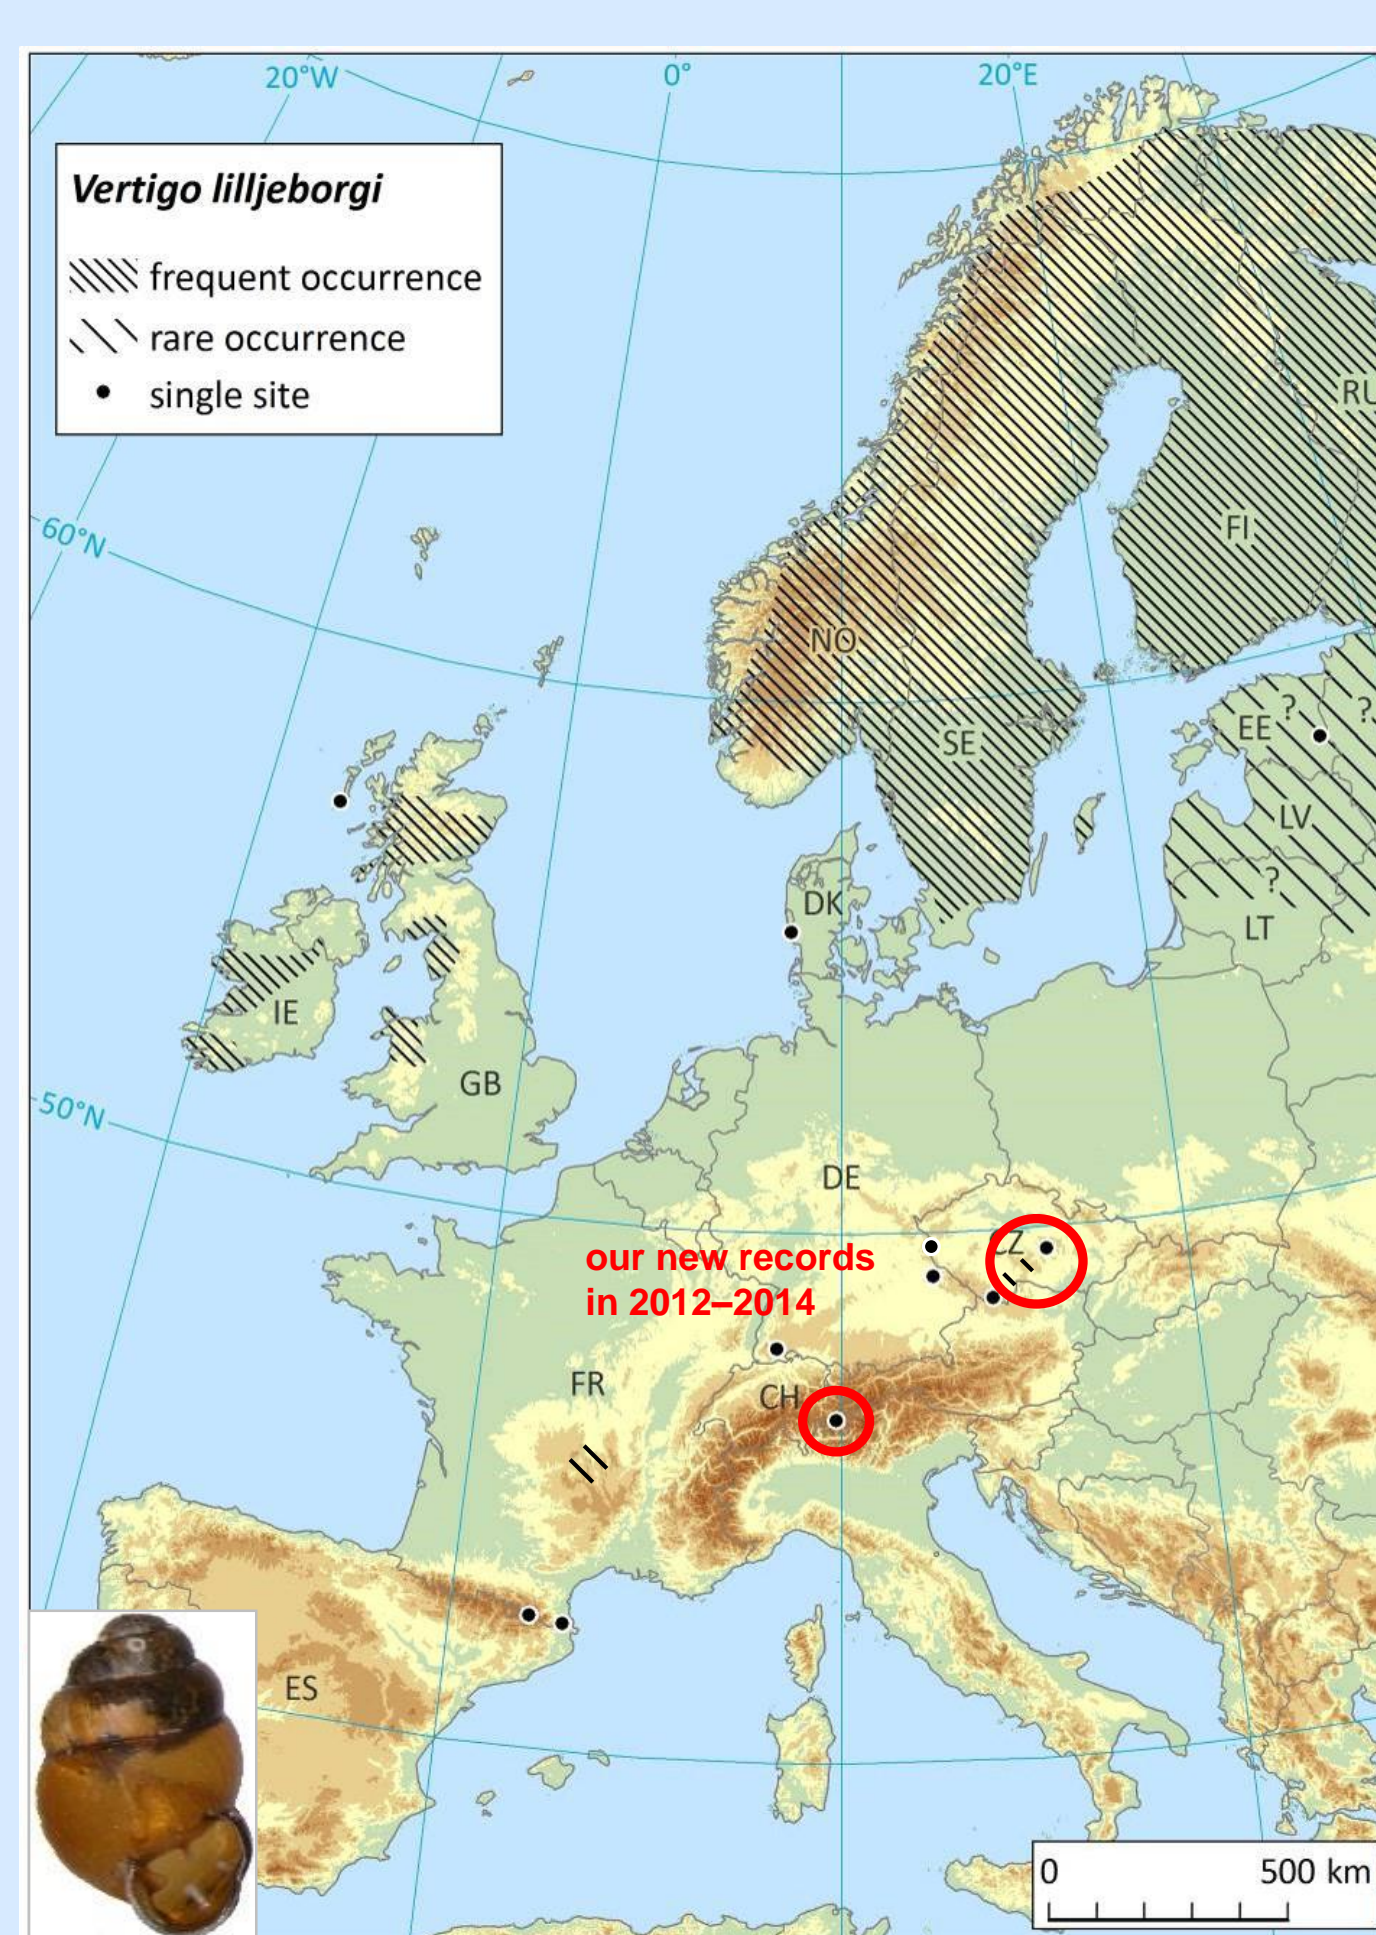 20°W
0°
20°E
Vertigo lilljeborgi
frequent occurrence
rare occurrence
single site
60°N
FI
NO
SE
EE
?
?
LV
?
LT
DK
IE
GB
50°N
DE
CZ
our new records
in 2012–2014
FR
CH
ES
0
500 km